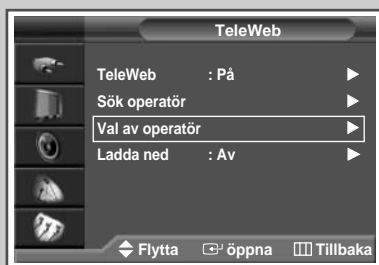 TeleWeb
TeleWeb : På
Sök operatör
Val av operatör
Ladda ned : Av
Flytta öppna Tillbaka